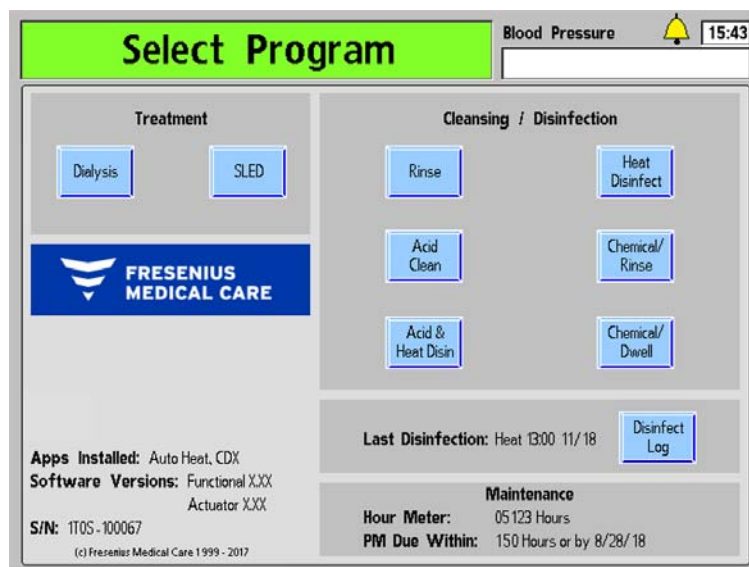 Select Program
Blood Pressure
15:43
Treatment
Dialysis
SLED
FRESENIUS
MEDICAL CARE
Apps Installed: Auto Heat, CDX
Software Versions: Functional X.XX
Actuator X.XX
S/N: 1T0S-100067
(c) Fresenius Medical Care 1999 - 2017
Cleansing / Disinfection
Rinse
Heat
Disinfect
Acid
Clean
Chemical/
Rinse
Acid &
Heat Disin
Chemical/
Dwell
Last Disinfection: Heat 13:00 11/18
Disinfect
Log
Maintenance
Hour Meter: 05123 Hours
PM Due Within: 150 Hours or by 8/28/18